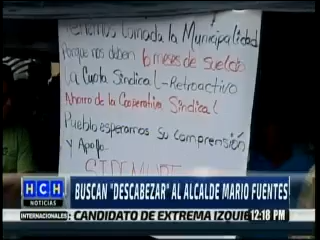 Tenemos tomada la Municipalidad
Porque nos deben 6 meses de sueldo
La Cuota Sindical - Retroactivo
Ahorro de la Cooperativa Sindical
Pueblo esperamos su comprensión
y Apoyo.
HCH
NOTICIAS
BUSCAN "DESCABEZAR" AL ALCALDE MARIO FUENTES
INTERNACIONALES:
CANDIDATO DE EXTREMA IZQUIE
12:18 PM